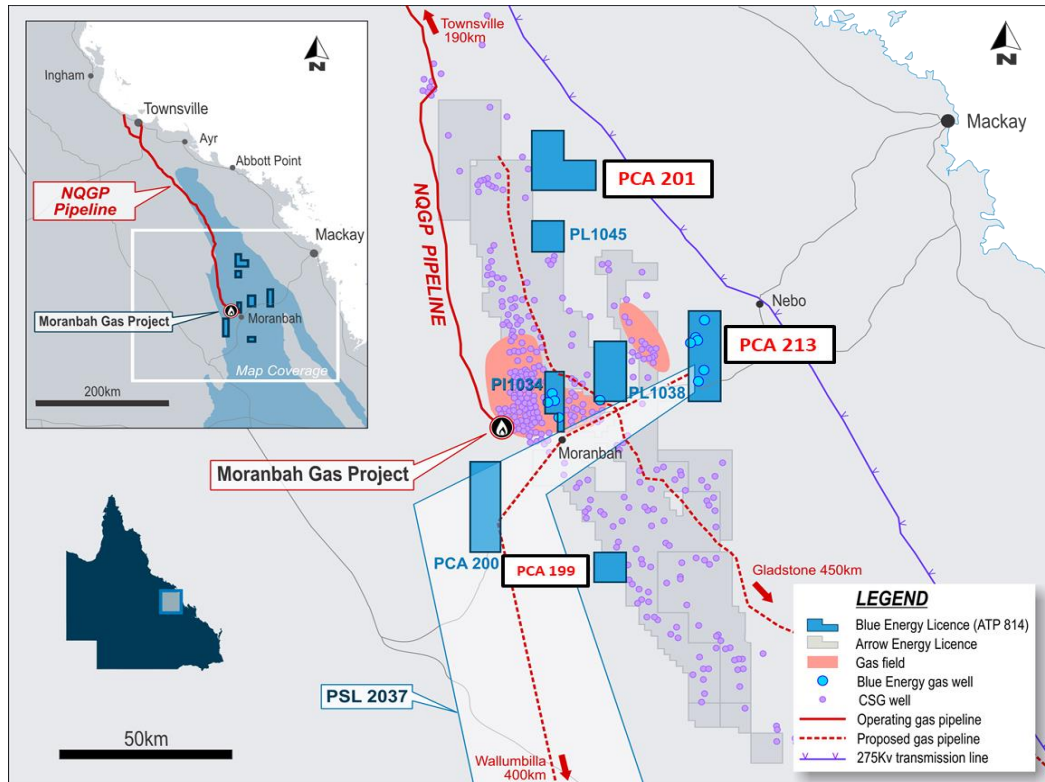 Ingham
Townsville
Ayr
Abbott Point
NQGP
Pipeline
Mackay
Moranbah Gas Project
Moranbah
Map Coverage
200km
N
Townsville
190km
N
Mackay
PCA 201
PL1045
NQGP PIPELINE
Nebo
PCA 213
PI1034
PL1038
Moranbah Gas Project
Moranbah
PCA 200
PCA 199
Gladstone 450km
PSL 2037
50km
Wallumbilla
400km
LEGEND
Blue Energy Licence (ATP 814)
Arrow Energy Licence
Gas field
Blue Energy gas well
CSG well
Operating gas pipeline
Proposed gas pipeline
275Kv transmission line